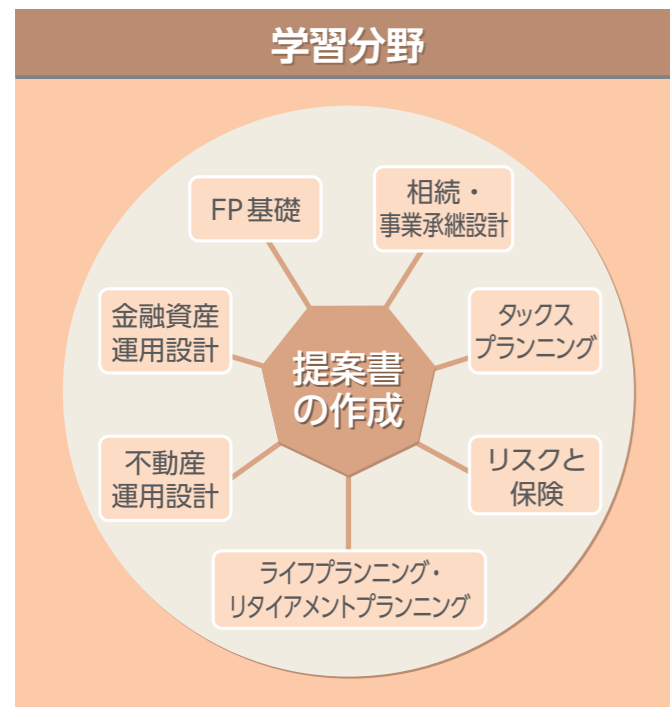 学習分野
FP基礎
相続・
事業承継設計
金融資産
運用設計
タックス
プランニング
提案書
の作成
不動産
運用設計
リスクと
保険
ライフプランニング・
リタイアメントプランニング